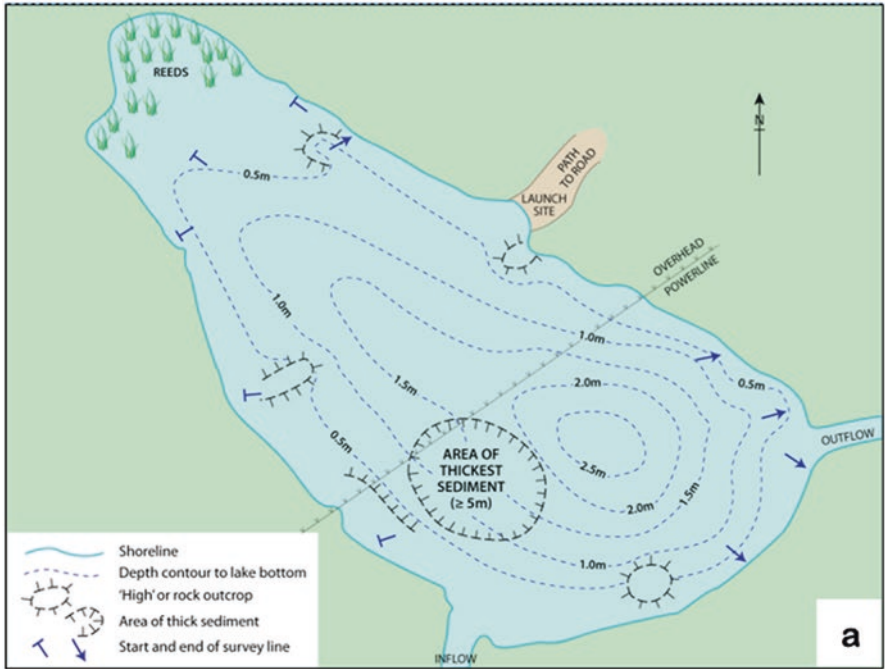 REEDS
N
0.5m
PATH
TO ROAD
LAUNCH
SITE
OVERHEAD
POWERLINE
1.0m
1.0m
1.5m
2.0m
0.5m
0.5m
AREA OF
THICKEST
SEDIMENT
(≥ 5m)
2.5m
2.0m
1.5m
OUTFLOW
1.0m
Shoreline
Depth contour to lake bottom
'High' or rock outcrop
Area of thick sediment
Start and end of survey line
INFLOW
a